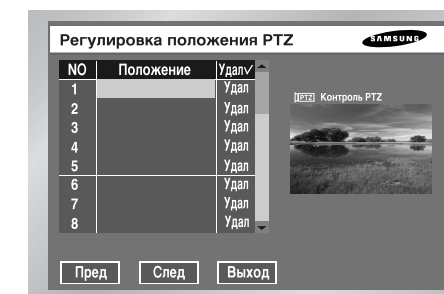 Регулировка положения PTZ SAMSUNG
NO Положение Удал✓
1 Удал
2 Удал
3 Удал
4 Удал
5 Удал
6 Удал
7 Удал
8 Удал
[PTZ] Контроль PTZ
Пред След Выход